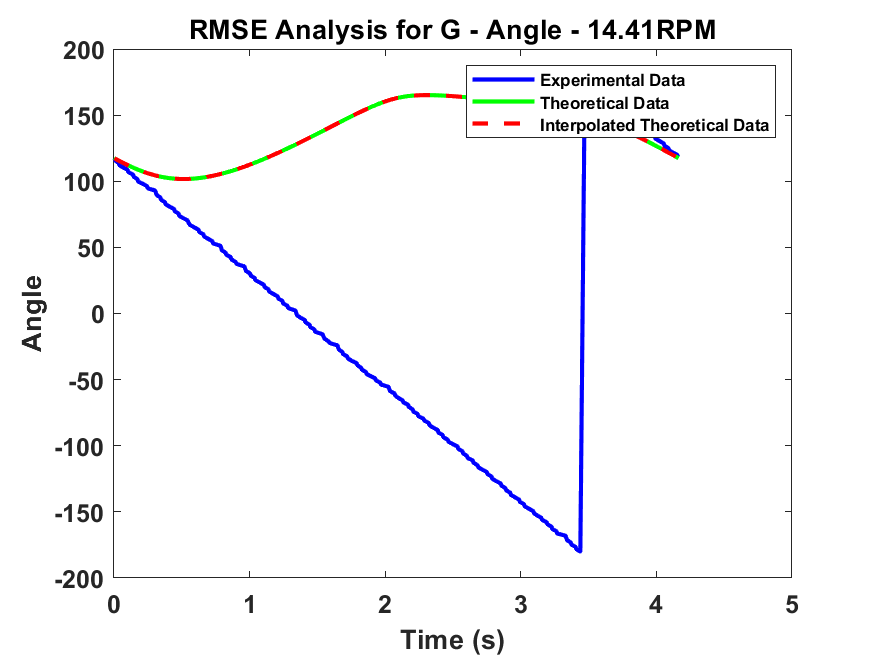 RMSE Analysis for G - Angle - 14.41RPM
200
150
100
50
0
-50
-100
-150
-200
Angle
Experimental Data
Theoretical Data
Interpolated Theoretical Data
0 1 2 3 4 5
Time (s)